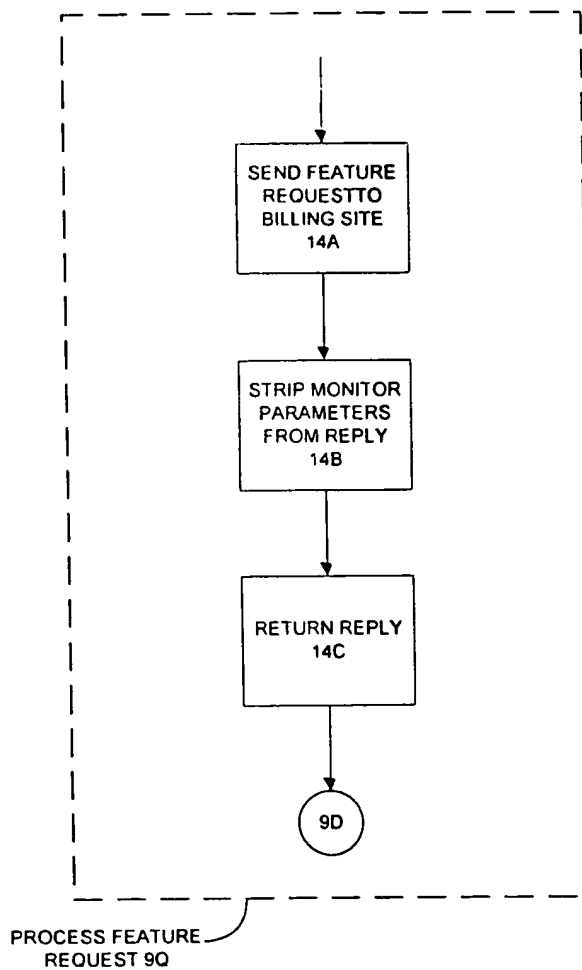 SEND FEATURE
REQUESTTO
BILLING SITE
14A
STRIP MONITOR
PARAMETERS
FROM REPLY
14B
RETURN REPLY
14C
9D
PROCESS FEATURE
REQUEST 9Q